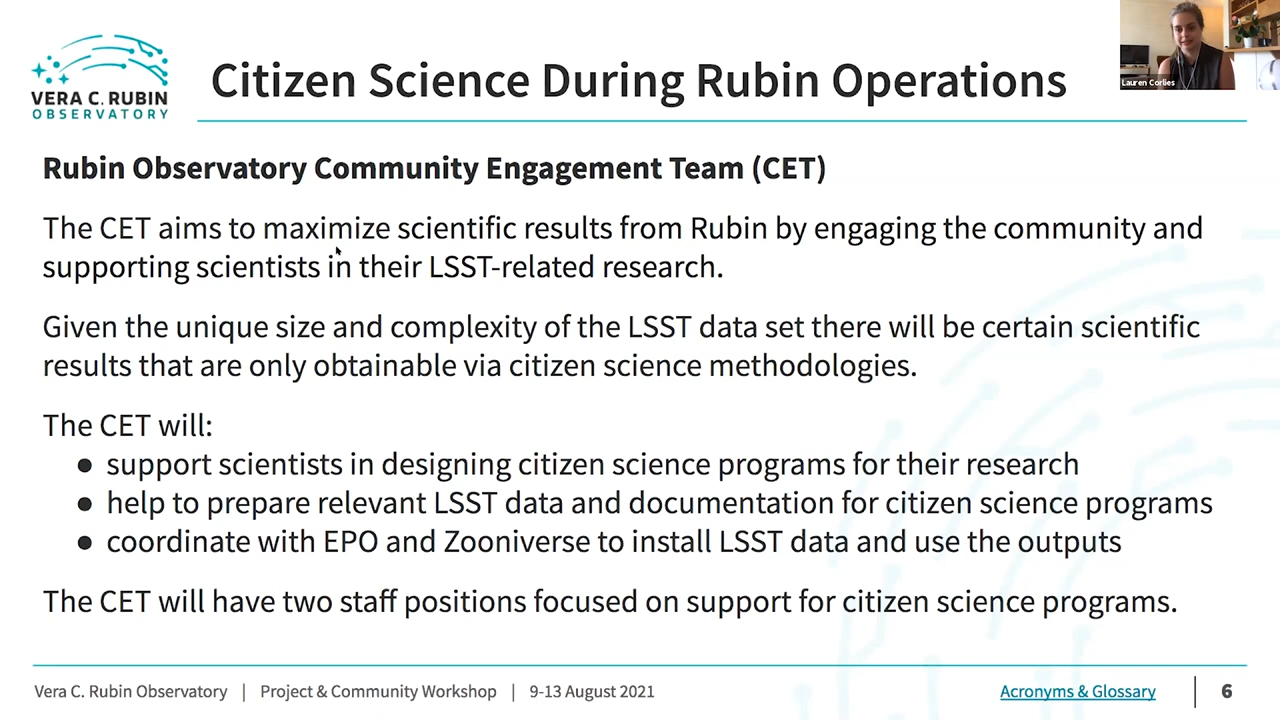 VERA C. RUBIN
OBSERVATORY
Citizen Science During Rubin Operations
Lauren Corlies
Rubin Observatory Community Engagement Team (CET)
The CET aims to maximize scientific results from Rubin by engaging the community and
supporting scientists in their LSST-related research.
Given the unique size and complexity of the LSST data set there will be certain scientific
results that are only obtainable via citizen science methodologies.
The CET will:
● support scientists in designing citizen science programs for their research
● help to prepare relevant LSST data and documentation for citizen science programs
● coordinate with EPO and Zooniverse to install LSST data and use the outputs
The CET will have two staff positions focused on support for citizen science programs.
Vera C. Rubin Observatory | Project & Community Workshop | 9-13 August 2021
Acronyms & Glossary | 6